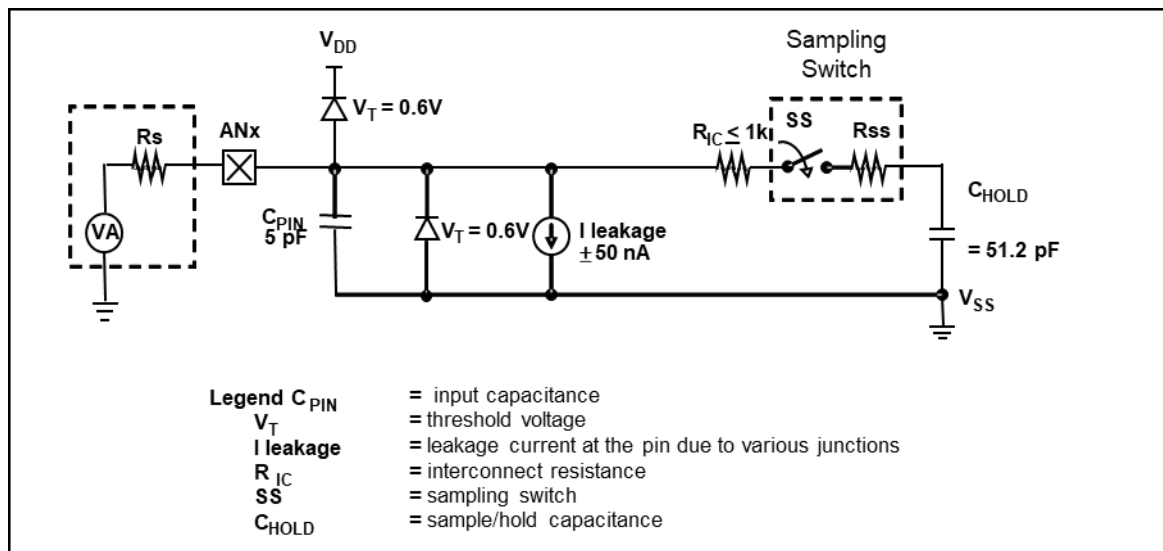 Sampling
Switch
VDD
VT = 0.6V
Rs
ANx
RIC ≤ 1k
SS
Rss
CHOLD
= 51.2 pF
VA
CPIN
5 pF
VT = 0.6V
I leakage
± 50 nA
VSS
Legend CPIN = input capacitance
VT = threshold voltage
I leakage = leakage current at the pin due to various junctions
R IC = interconnect resistance
SS = sampling switch
CHOLD = sample/hold capacitance